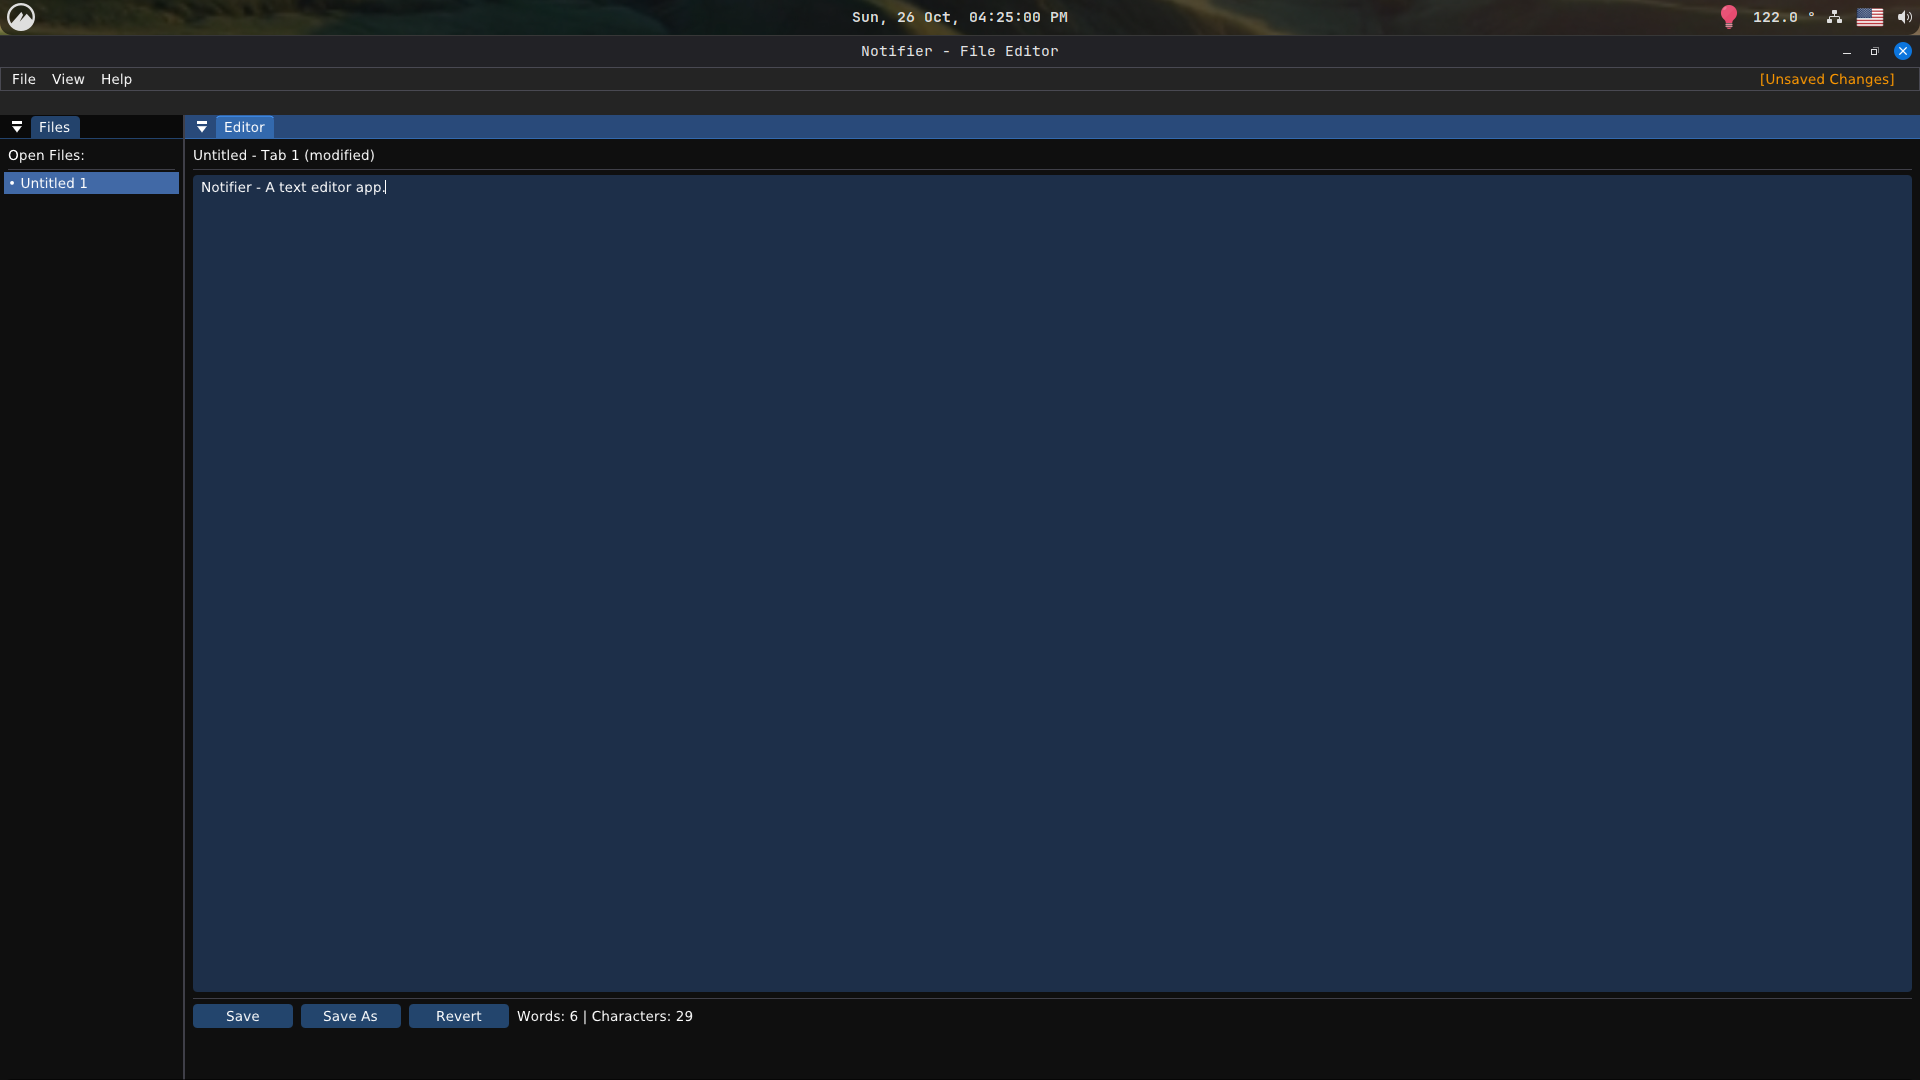 Sun, 26 Oct, 04:25:00 PM
122.0 °
Notifier - File Editor
File View Help
[Unsaved Changes]
Files
Editor
Open Files:
• Untitled 1
Untitled - Tab 1 (modified)
Notifier - A text editor app.
Save
Save As
Revert
Words: 6 | Characters: 29